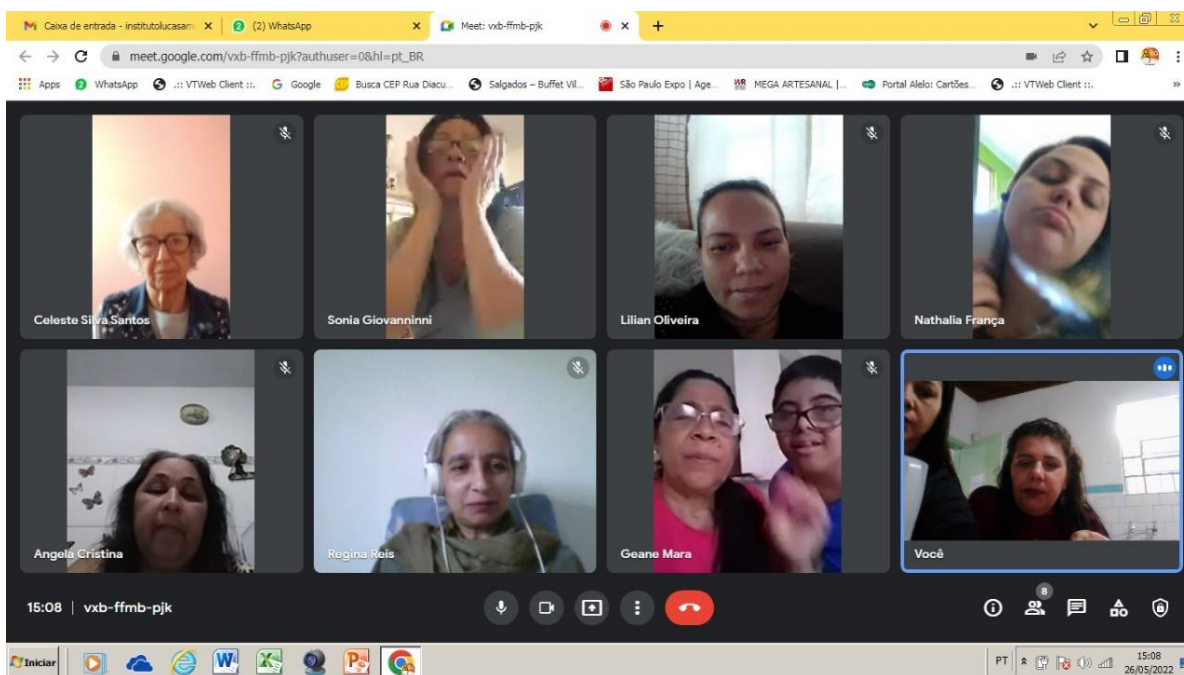 Caixa de entrada - institutolucasam
(2) WhatsApp
Meet: vxb-ffmb-pjk
meet.google.com/vxb-ffmb-pjk?authuser=0&hl=pt_BR
Apps
WhatsApp
.:: VTWeb Client ::.
Google
Busca CEP Rua Diacu...
Salgados – Buffet Vil...
São Paulo Expo | Age...
MEGA ARTESANAL |...
Portal Alelo: Cartões...
.:: VTWeb Client ::.
»
Celeste Silva Santos
Sonia Giovanninni
Lilian Oliveira
Nathalia França
Angela Cristina
Regina Reis
Geane Mara
Você
15:08 | vxb-ffmb-pjk
8
Iniciar
PT
15:08
26/05/2022